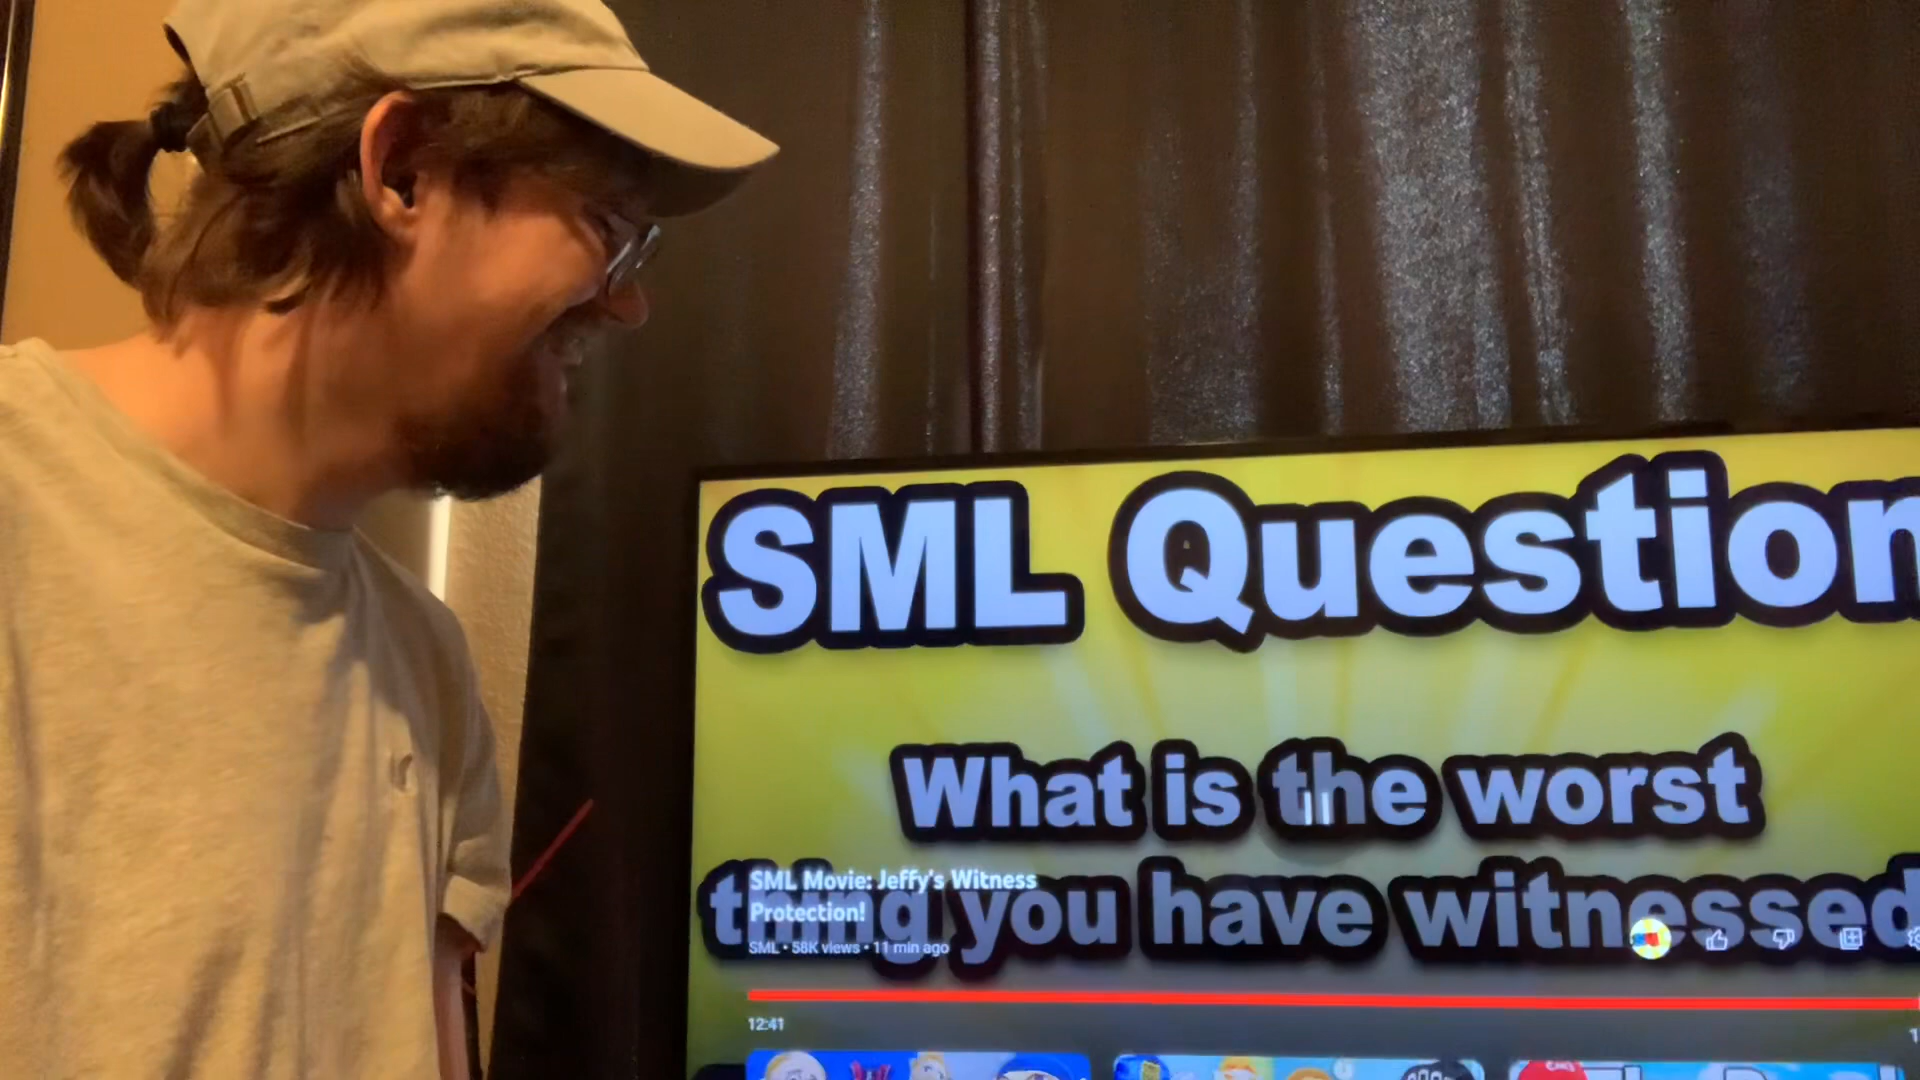 SML Question
What is the worst
thing you have witnessed
SML Movie: Jeffy's Witness
Protection!
SML • 58K views • 11 min ago
12:41